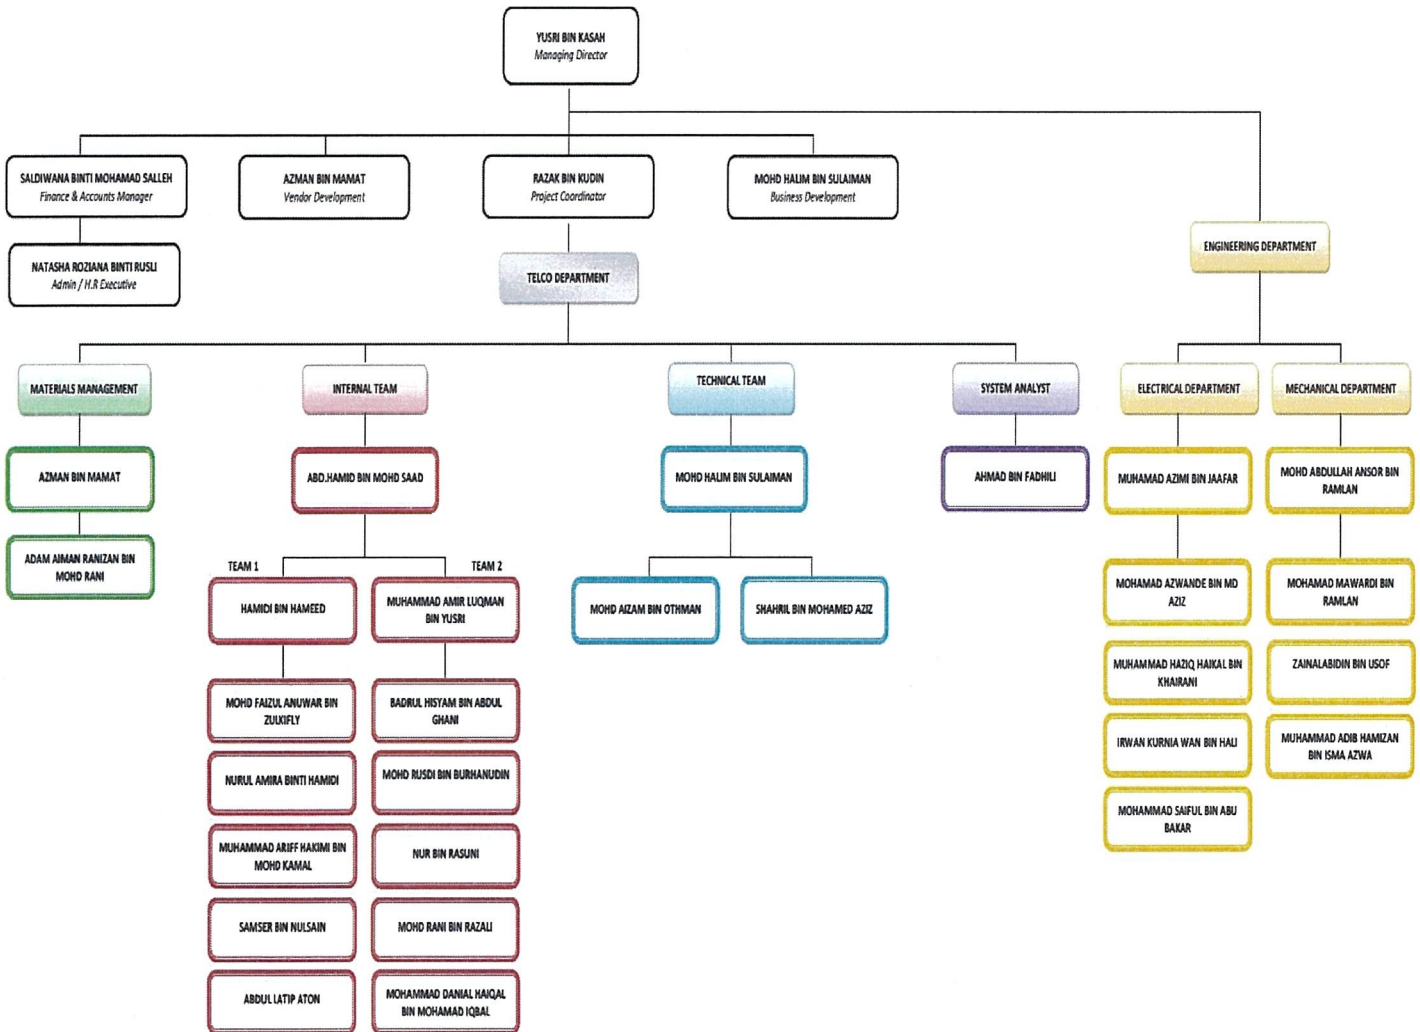 YUSRI BIN KASAH
Managing Director
SALDIWANA BINTI MOHAMAD SALLEH
Finance & Accounts Manager
AZMAN BIN MAMAT
Vendor Development
RAZAK BIN KUDIN
Project Coordinator
MOHD HALIM BIN SULAIMAN
Business Development
NATASHA ROZIANA BINTI RUSLI
Admin / H.R Executive
TELCO DEPARTMENT
ENGINEERING DEPARTMENT
MATERIALS MANAGEMENT
INTERNAL TEAM
TECHNICAL TEAM
SYSTEM ANALYST
ELECTRICAL DEPARTMENT
MECHANICAL DEPARTMENT
AZMAN BIN MAMAT
ABD.HAMID BIN MOHD SAAD
MOHD HALIM BIN SULAIMAN
AHMAD BIN FADHILI
MUHAMAD AZIMI BIN JAAFAR
MOHD ABDULLAH ANSOR BIN
RAMLAN
ADAM AIMAN RANIZAN BIN
MOHD RANI
TEAM 1
TEAM 2
HAMIDI BIN HAMEED
MUHAMMAD AMIR LUQMAN
BIN YUSRI
MOHD AIZAM BIN OTHMAN
SHAHRIL BIN MOHAMED AZIZ
MOHAMAD AZWANDE BIN MD
AZIZ
MOHAMAD MAWARDI BIN
RAMLAN
MOHD FAIZUL ANUWAR BIN
ZULKIFLY
BADRUL HISYAM BIN ABDUL
GHANI
MUHAMMAD HAZIQ HAIKAL BIN
KHAIRANI
ZAINALABIDIN BIN USOF
NURUL AMIRA BINTI HAMIDI
MOHD RUSDI BIN BURHANUDIN
IRWAN KURNIA WAN BIN HALI
MUHAMMAD ADIB HAMIZAN
BIN ISMA AZWA
MUHAMMAD ARIFF HAKIMI BIN
MOHD KAMAL
NUR BIN RASUNI
MOHAMMAD SAIFUL BIN ABU
BAKAR
SAMSER BIN NULSAIN
MOHD RANI BIN RAZALI
ABDUL LATIP ATON
MOHAMMAD DANIAL HAIQAL
BIN MOHAMAD IQBAL